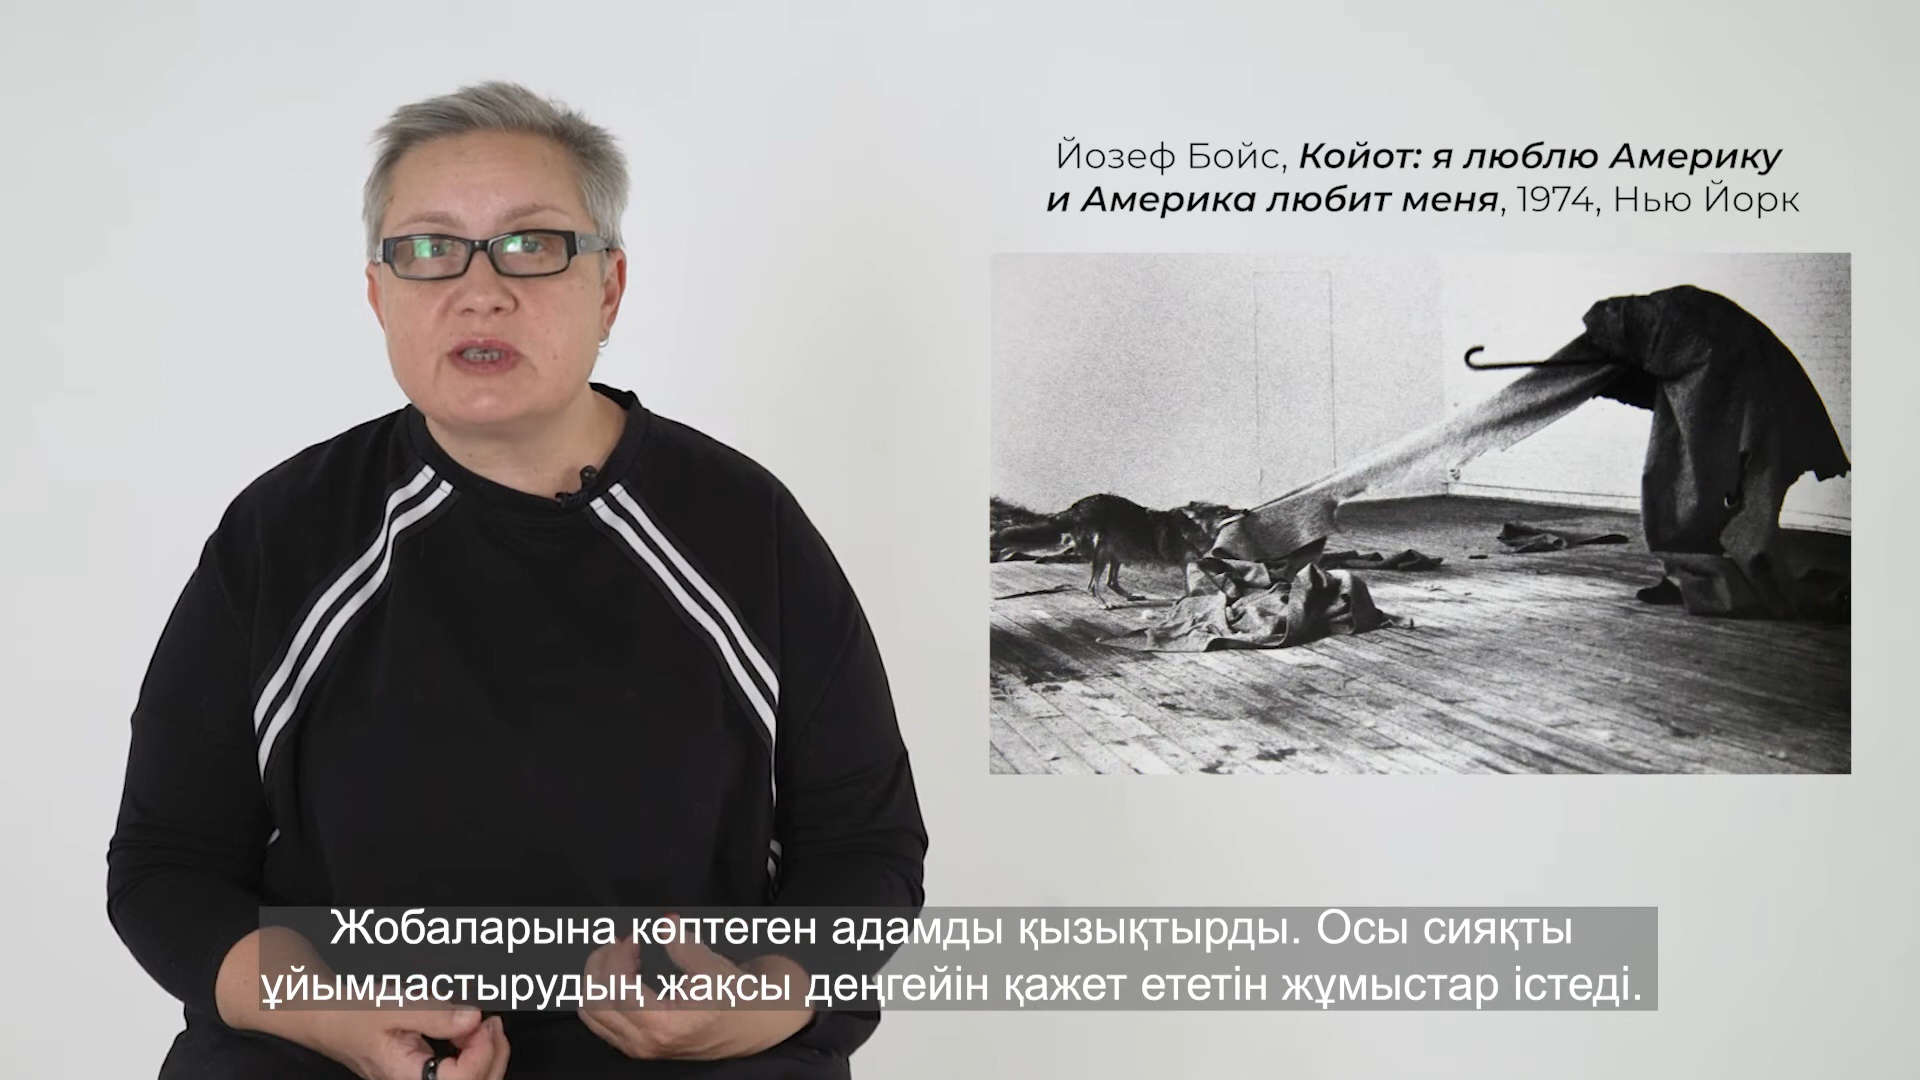 Йозеф Бойс, Койот: я люблю Америку
и Америка любит меня, 1974, Нью Йорк
Жобаларына көптеген адамды қызықтырды. Осы сияқты
ұйымдастырудың жақсы деңгейін қажет ететін жұмыстар істеді.